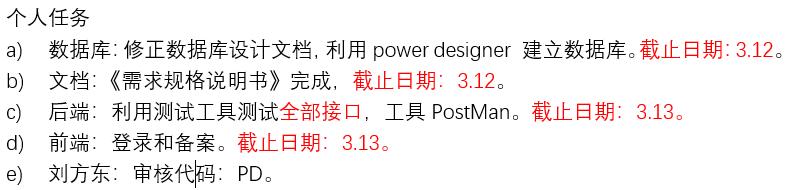 个人任务
a) 数据库：修正数据库设计文档，利用 power designer 建立数据库。截止日期：3.12。
b) 文档：《需求规格说明书》完成，截止日期：3.12。
c) 后端：利用测试工具测试全部接口，工具 PostMan。截止日期：3.13。
d) 前端：登录和备案。截止日期：3.13。
e) 刘方东：审核代码：PD。